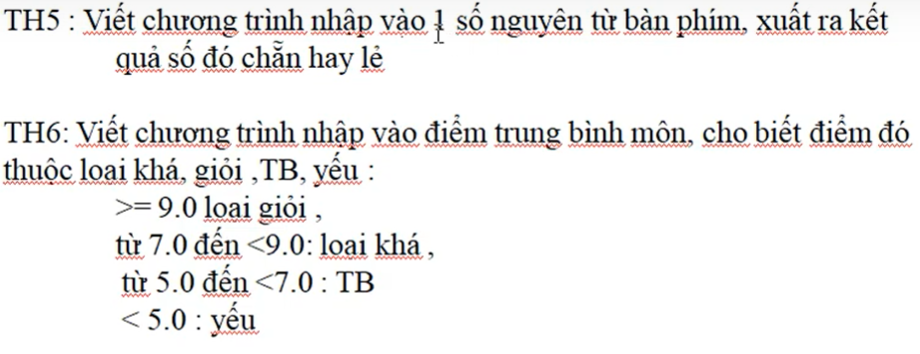 TH5 : Viết chương trình nhập vào 1 số nguyên từ bàn phím, xuất ra kết
quả số đó chẵn hay lẻ
TH6: Viết chương trình nhập vào điểm trung bình môn, cho biết điểm đó
thuộc loại khá, giỏi ,TB, yếu :
>= 9.0 loại giỏi ,
từ 7.0 đến <9.0: loại khá ,
từ 5.0 đến <7.0 : TB
< 5.0 : yếu